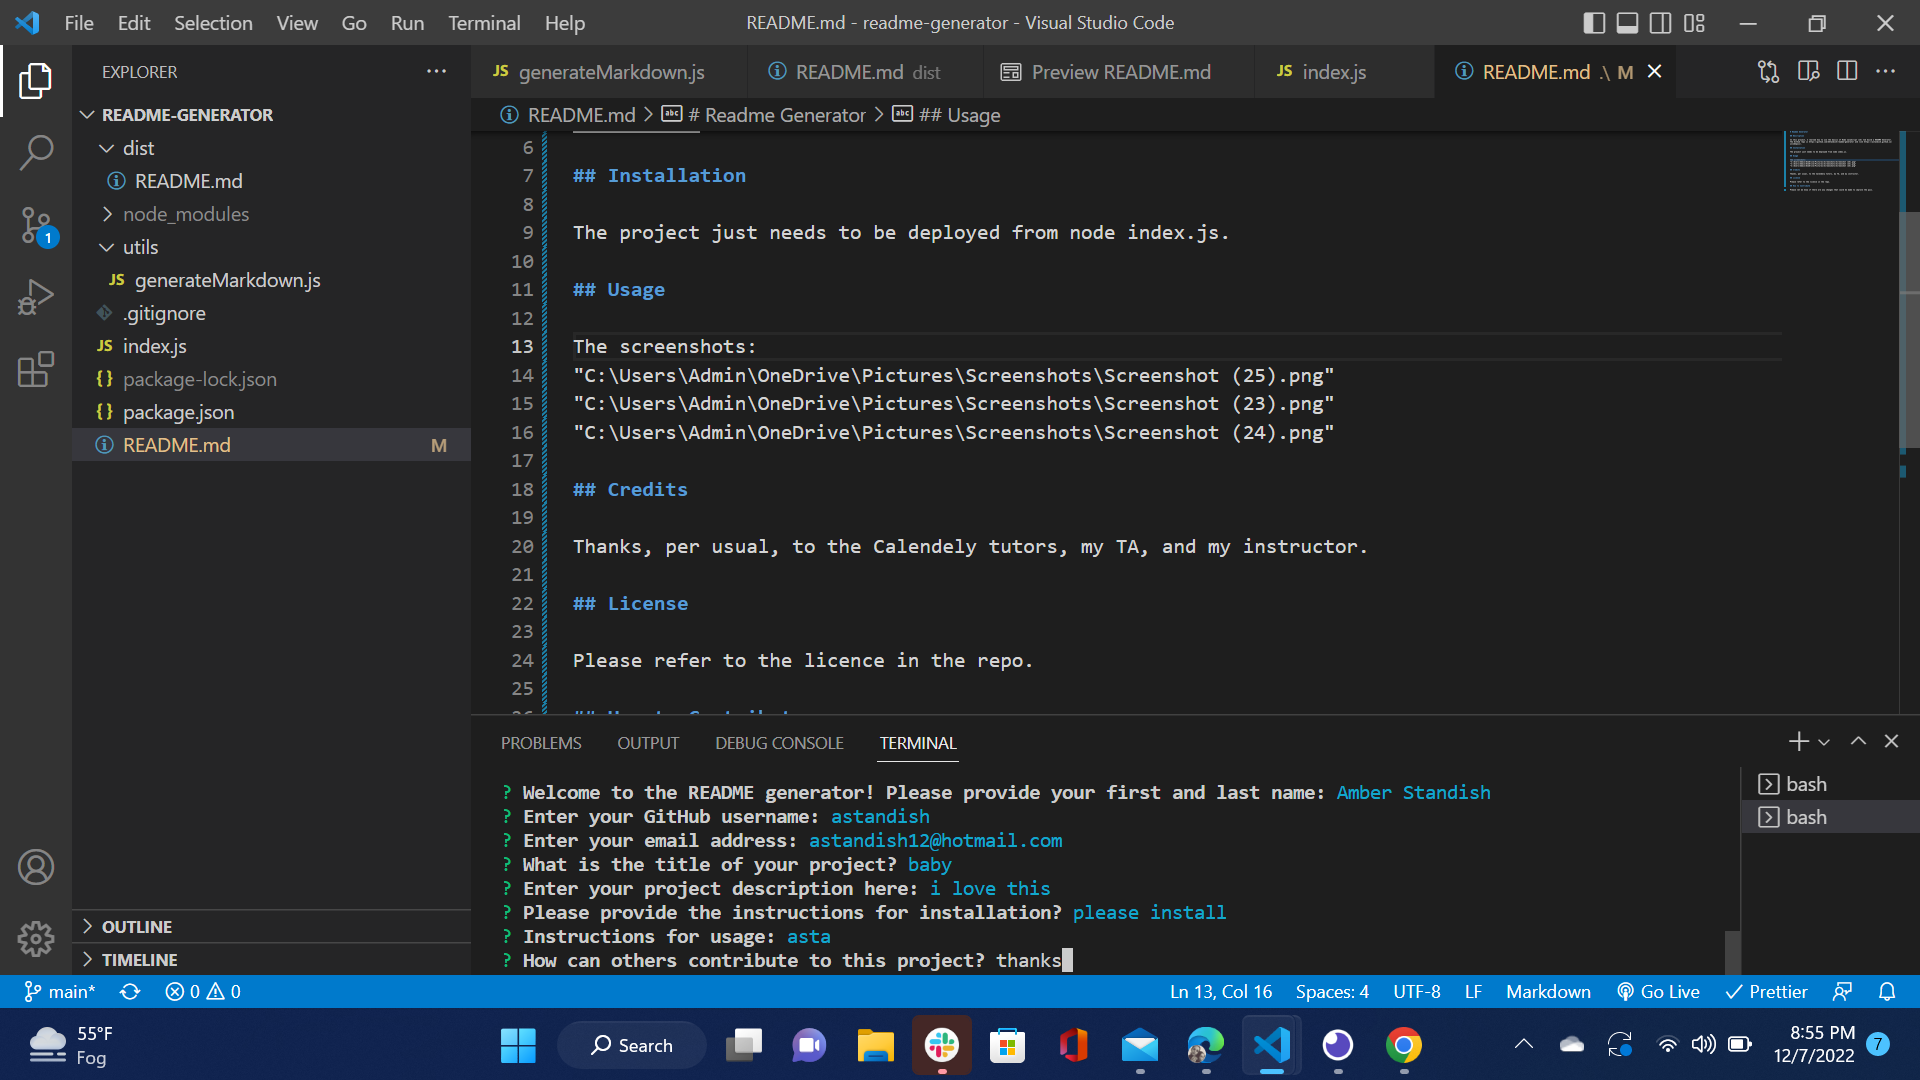 File Edit Selection View Go Run Terminal Help README.md - readme-generator - Visual Studio Code
EXPLORER
README-GENERATOR
dist
README.md
node_modules
utils
JS generateMarkdown.js
.gitignore
JS index.js
{} package-lock.json
{} package.json
README.md M
OUTLINE
TIMELINE
1
JS generateMarkdown.js README.md dist Preview README.md JS index.js README.md .\ M
README.md > # Readme Generator > ## Usage
6
7 ## Installation
8
9 The project just needs to be deployed from node index.js.
10
11 ## Usage
12
13 The screenshots:
14 "C:\Users\Admin\OneDrive\Pictures\Screenshots\Screenshot (25).png"
15 "C:\Users\Admin\OneDrive\Pictures\Screenshots\Screenshot (23).png"
16 "C:\Users\Admin\OneDrive\Pictures\Screenshots\Screenshot (24).png"
17
18 ## Credits
19
20 Thanks, per usual, to the Calendely tutors, my TA, and my instructor.
21
22 ## License
23
24 Please refer to the licence in the repo.
25
PROBLEMS OUTPUT DEBUG CONSOLE TERMINAL
? Welcome to the README generator! Please provide your first and last name: Amber Standish
? Enter your GitHub username: astandish
? Enter your email address: astandish12@hotmail.com
? What is the title of your project? baby
? Enter your project description here: i love this
? Please provide the instructions for installation? please install
? Instructions for usage: asta
? How can others contribute to this project? thanks
bash
bash
main* 0 0 Ln 13, Col 16 Spaces: 4 UTF-8 LF Markdown Go Live Prettier
55°F
Fog
Search
8:55 PM
12/7/2022
7